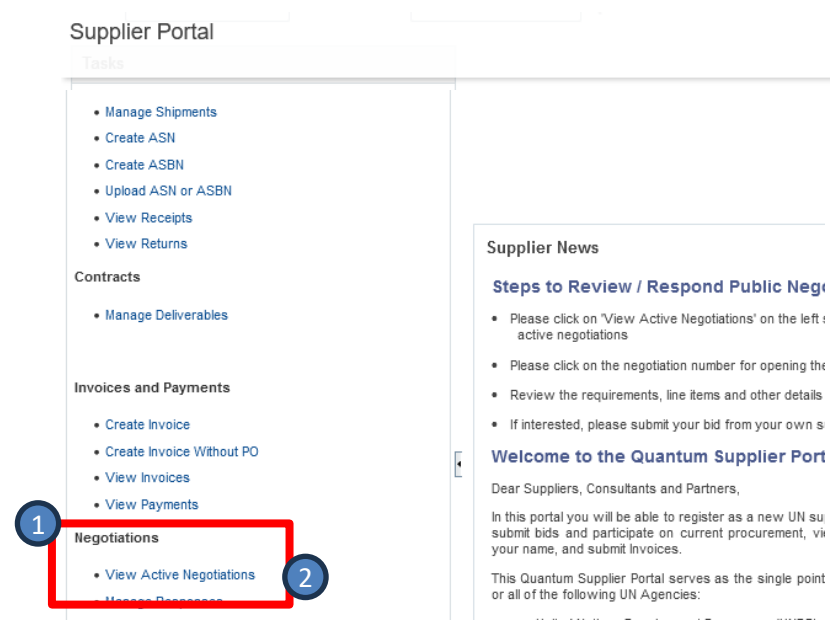 Supplier Portal
Tasks
Manage Shipments
Create ASN
Create ASBN
Upload ASN or ASBN
View Receipts
View Returns
Contracts
Manage Deliverables
Invoices and Payments
Create Invoice
Create Invoice Without PO
View Invoices
View Payments
1
Negotiations
View Active Negotiations
2
Manage Responses
Supplier News
Steps to Review / Respond Public Nego
Please click on 'View Active Negotiations' on the left s
active negotiations
Please click on the negotiation number for opening the
Review the requirements, line items and other details
If interested, please submit your bid from your own s
Welcome to the Quantum Supplier Port
Dear Suppliers, Consultants and Partners,
In this portal you will be able to register as a new UN su
submit bids and participate on current procurement, vi
your name, and submit Invoices.
This Quantum Supplier Portal serves as the single point
or all of the following UN Agencies: